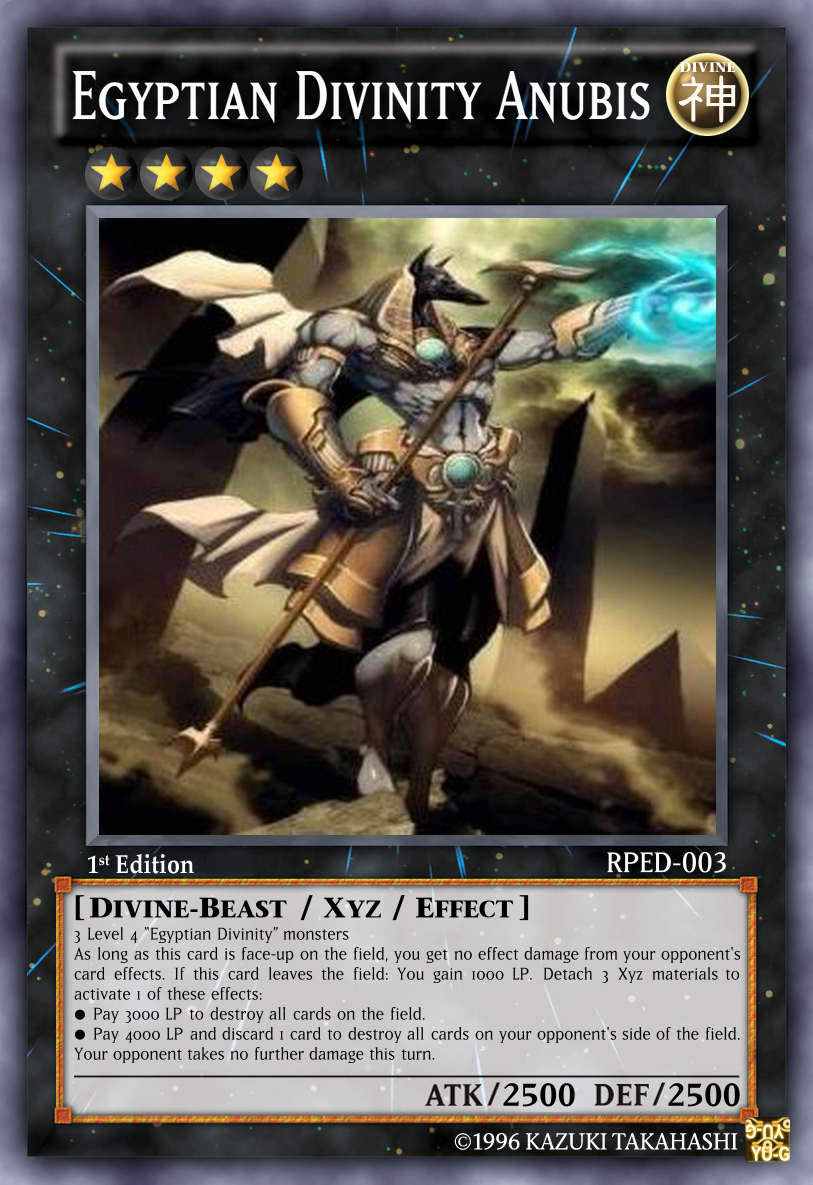 EGYPTIAN DIVINITY ANUBIS
DIVINE
神
1st Edition
RPED-003
[ DIVINE-BEAST / XYZ / EFFECT ]
3 Level 4 "Egyptian Divinity" monsters
As long as this card is face-up on the field, you get no effect damage from your opponent's
card effects. If this card leaves the field: You gain 1000 LP. Detach 3 Xyz materials to
activate 1 of these effects:
● Pay 3000 LP to destroy all cards on the field.
● Pay 4000 LP and discard 1 card to destroy all cards on your opponent's side of the field.
Your opponent takes no further damage this turn.
ATK/2500 DEF/2500
©1996 KAZUKI TAKAHASHI